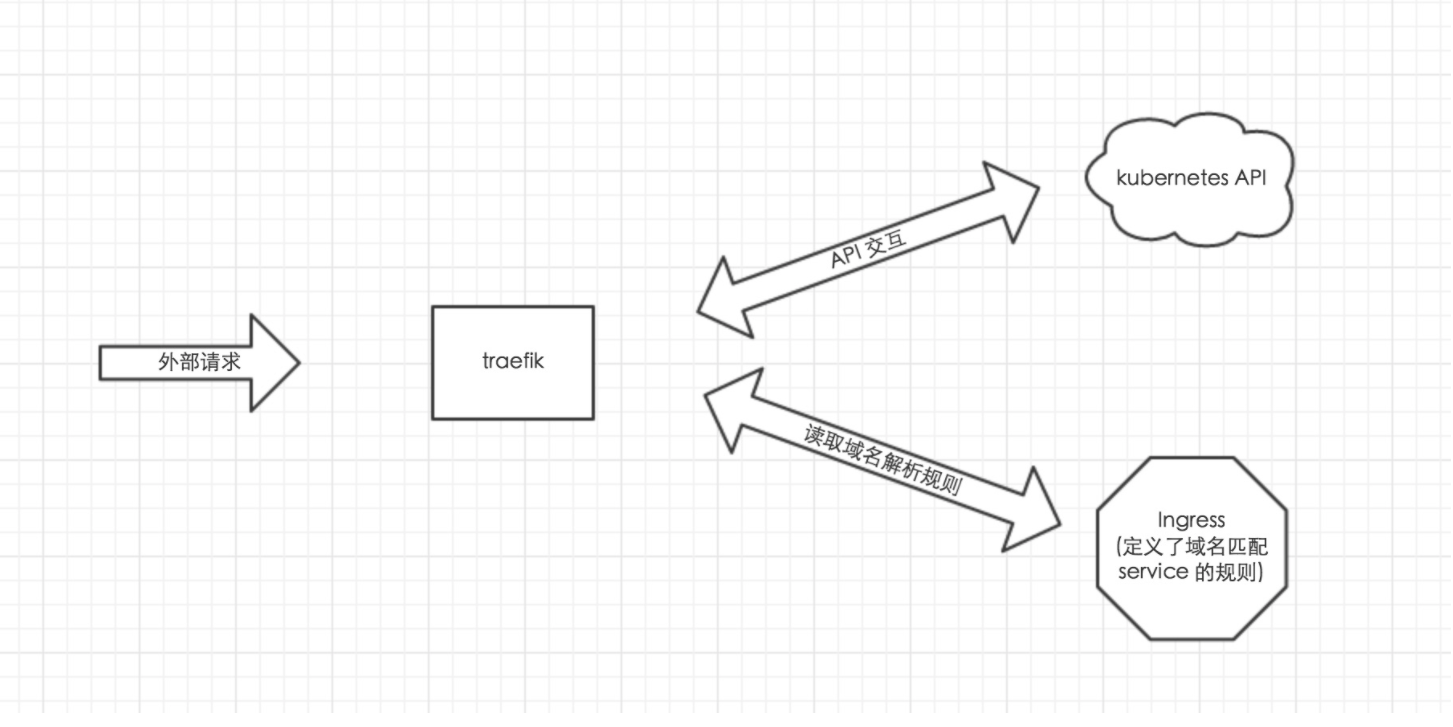 外部请求
traefik
API 交互
kubernetes API
读取域名解析规则
Ingress
(定义了域名匹配
service 的规则)